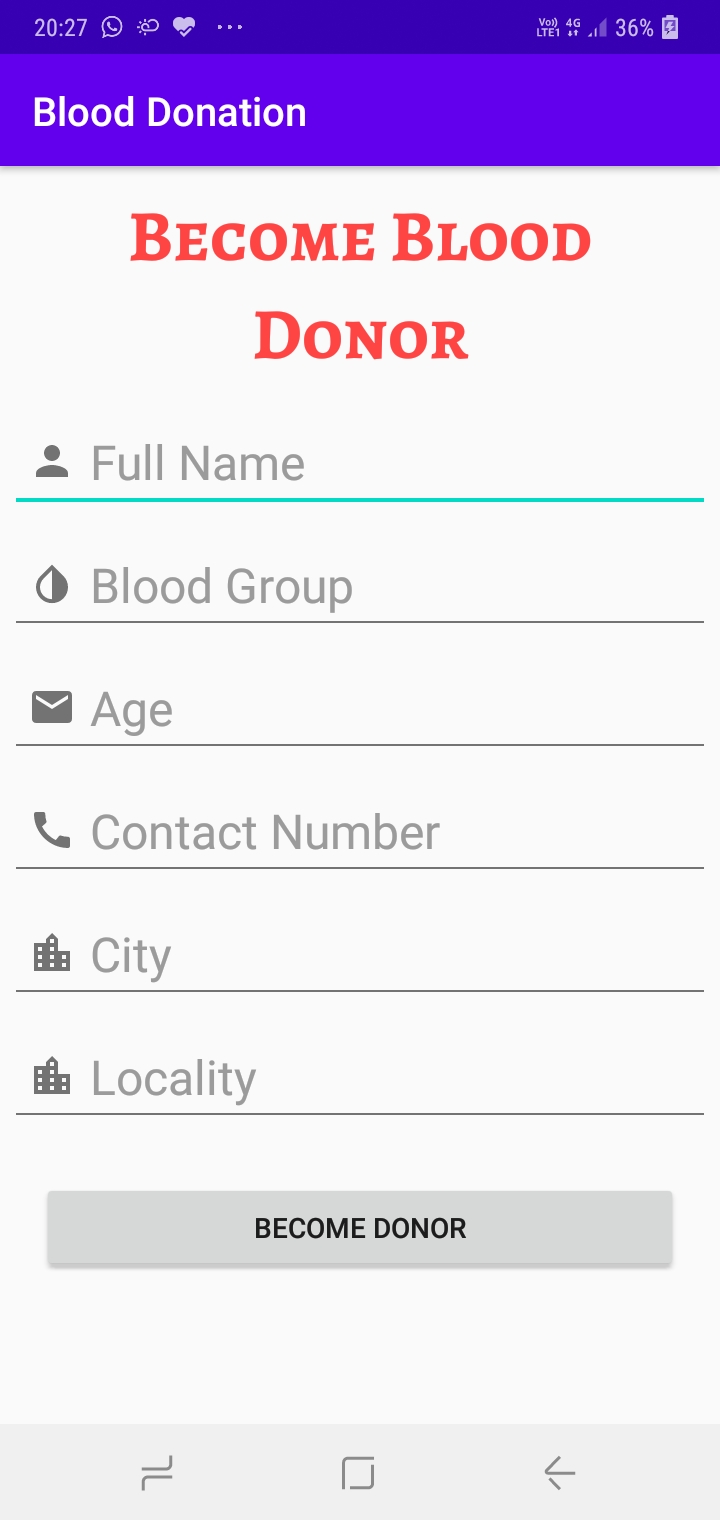 20:27 Vo)) LTE1 4G 36%
Blood Donation
Become Blood
Donor
Full Name
Blood Group
Age
Contact Number
City
Locality
BECOME DONOR